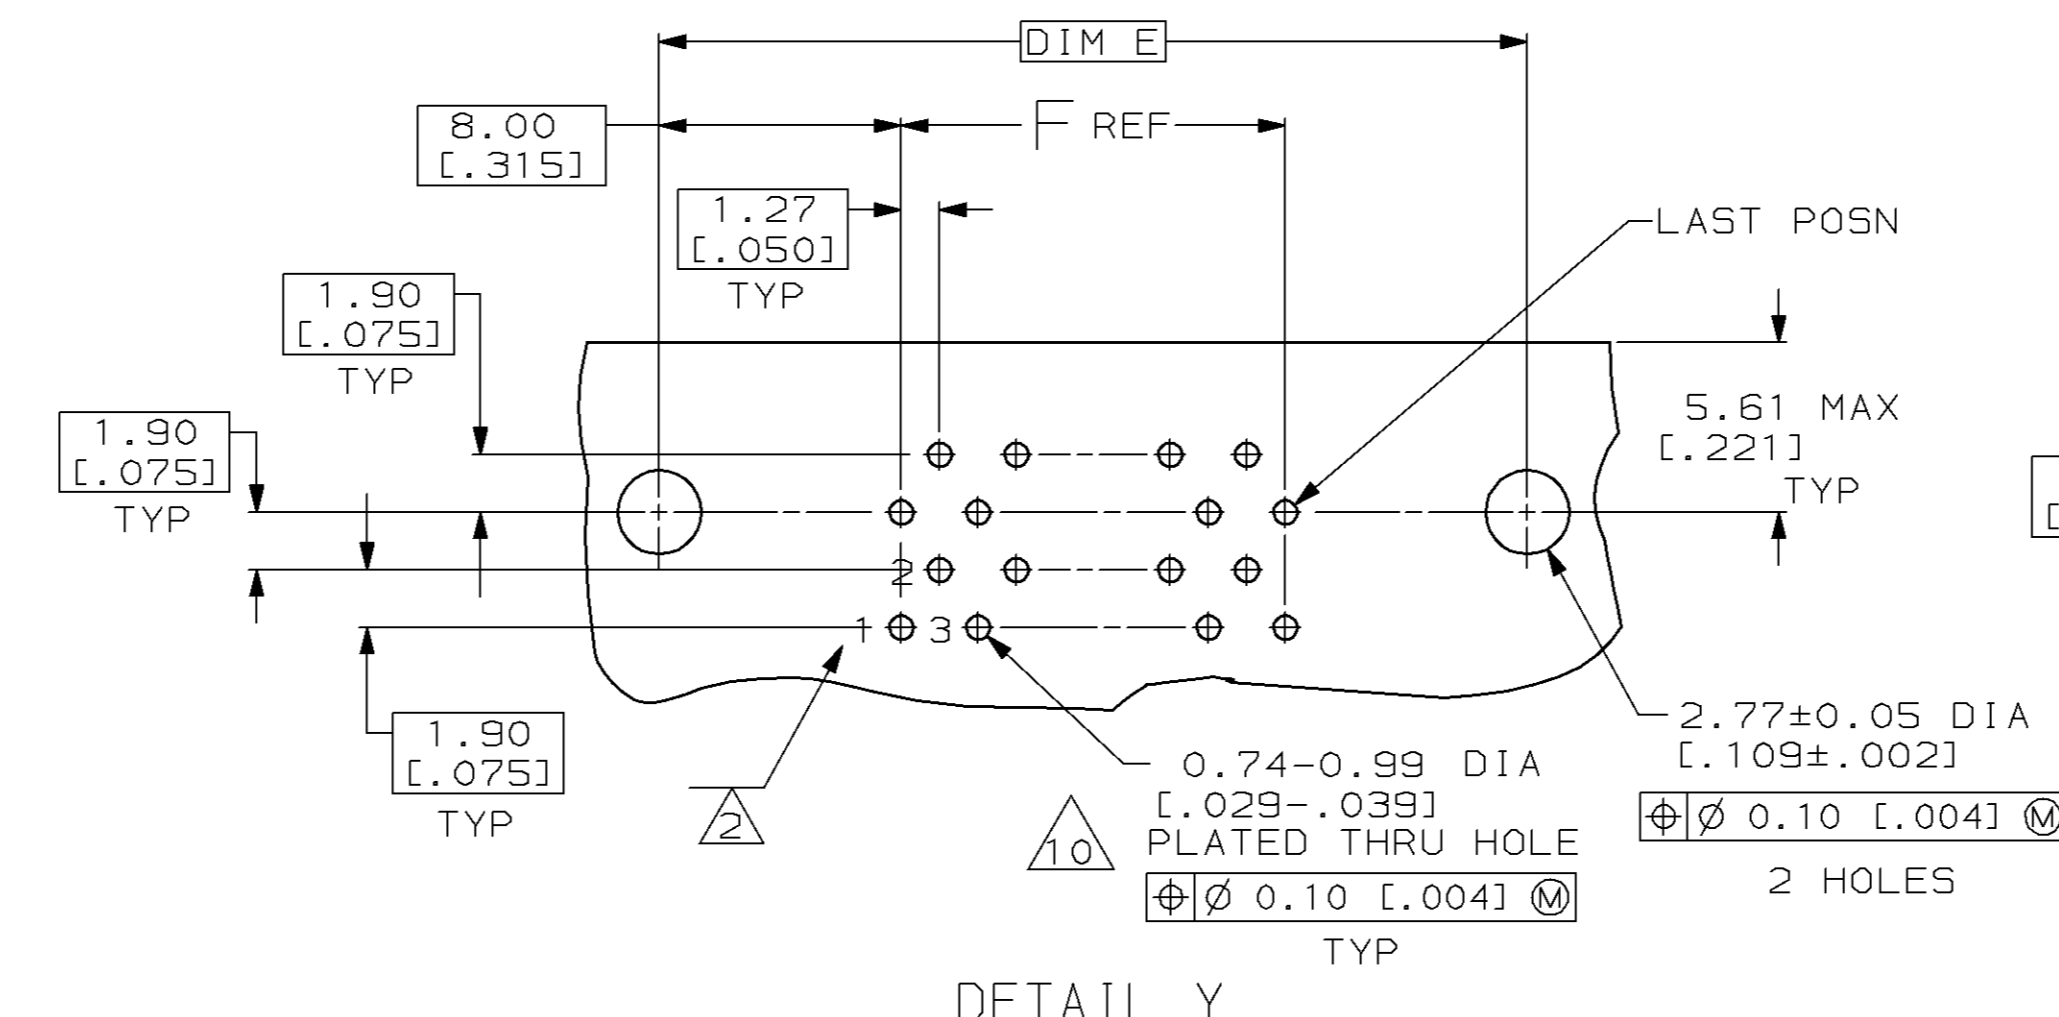 DIM E
8.00
[.315]
F REF
1.27
[.050]
TYP
LAST POSN
1.90
[.075]
TYP
5.61 MAX
[.221]
TYP
1.90
[.075]
TYP
2
1 3
1.90
[.075]
TYP
2
10
0.74-0.99 DIA
[.029-.039]
PLATED THRU HOLE
⌖ Ø 0.10 [.004] Ⓜ
TYP
2.77±0.05 DIA
[.109±.002]
⌖ Ø 0.10 [.004] Ⓜ
2 HOLES
DETAIL Y